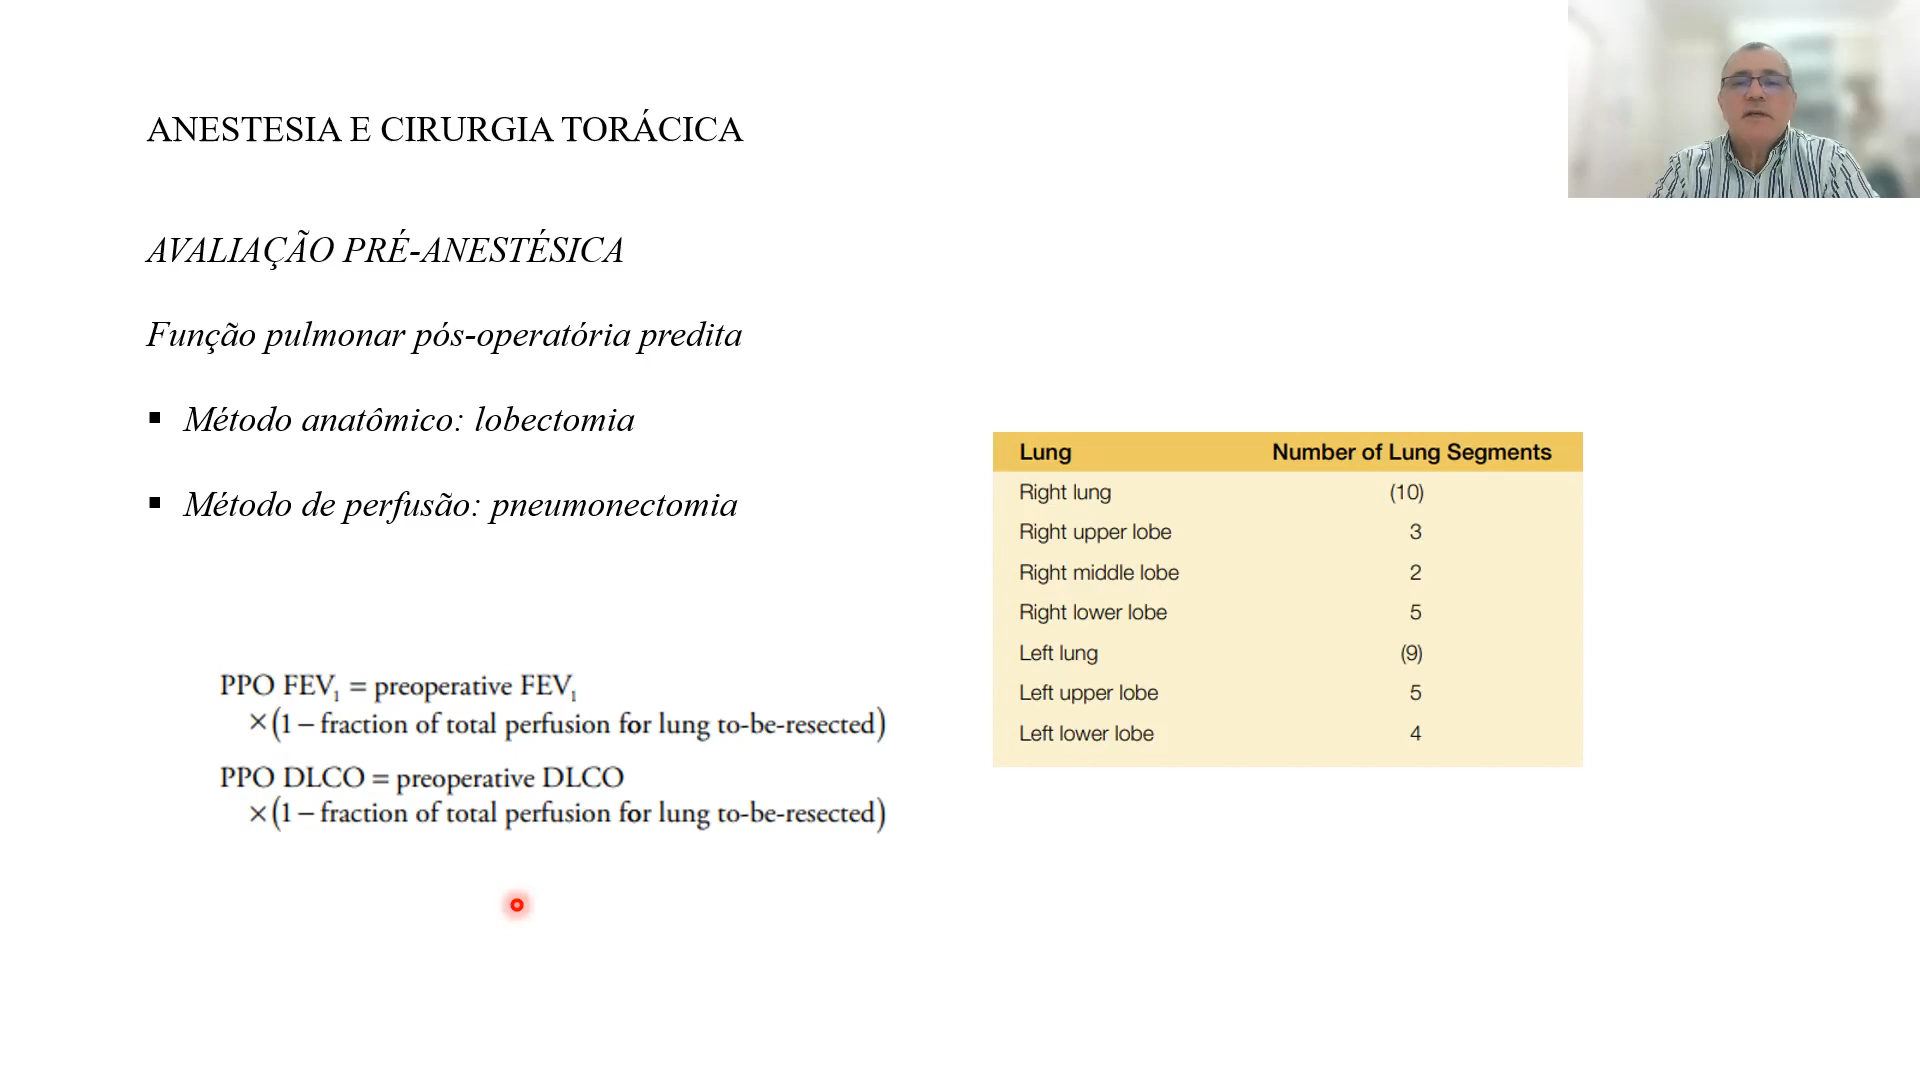 ANESTESIA E CIRURGIA TORÁCICA
AVALIAÇÃO PRÉ-ANESTÉSICA
Função pulmonar pós-operatória predita
▪ Método anatômico: lobectomia
▪ Método de perfusão: pneumonectomia
PPO FEV₁ = preoperative FEV₁
×(1 – fraction of total perfusion for lung to-be-resected)
PPO DLCO = preoperative DLCO
×(1 – fraction of total perfusion for lung to-be-resected)
Lung Number of Lung Segments
Right lung (10)
Right upper lobe 3
Right middle lobe 2
Right lower lobe 5
Left lung (9)
Left upper lobe 5
Left lower lobe 4